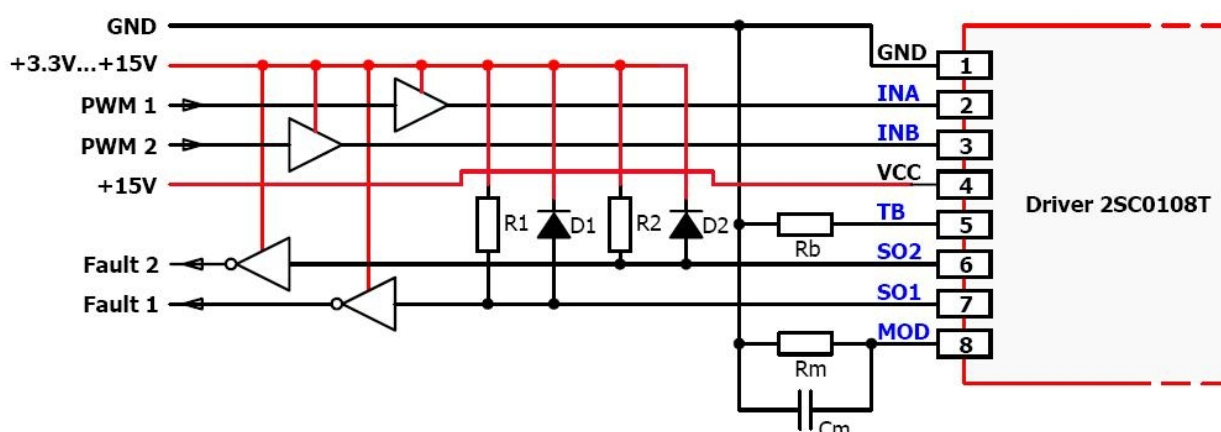 GND
GND
1
+3.3V...+15V
PWM 1
INA
2
PWM 2
INB
3
+15V
VCC
4
Driver 2SC0108T
R1
D1
R2
D2
TB
5
Rb
Fault 2
SO2
6
Fault 1
SO1
7
MOD
8
Rm
Cm